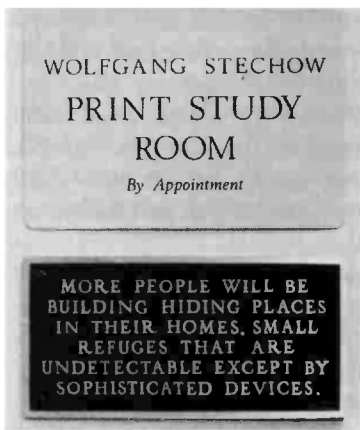 WOLFGANG STECHOW
PRINT STUDY
ROOM
By Appointment
MORE PEOPLE WILL BE
BUILDING HIDING PLACES
IN THEIR HOMES, SMALL
REFUGES THAT ARE
UNDETECTABLE EXCEPT BY
SOPHISTICATED DEVICES.